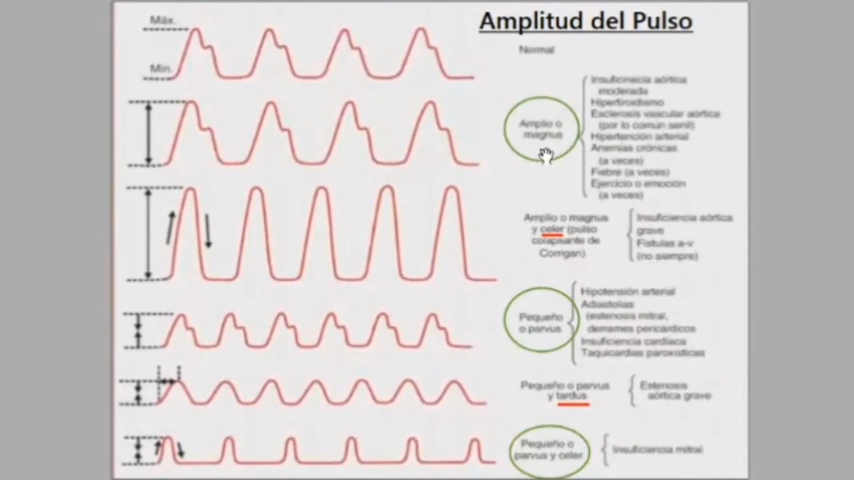 Amplitud del Pulso
Máx.
Mín.
Normal
Amplio o
magnus
Insuficinecia aórtica
moderada
Hipertiroidismo
Esclerosis vascular aórtica
(por lo común senil)
Hipertención arterial
Anemias crónicas
(a veces)
Fiebre (a veces)
Ejercicio o emoción
(a veces)
Amplio o magnus
y celer (pulso
colapsante de
Corrigan)
Insuficiencia aórtica
grave
Fístulas a-v
(no siempre)
Pequeño
o parvus
Hipotensión arterial
Adiastolias
(estenosis mitral,
derrames pericárdicos
Insuficiencia cardíaca
Taquicardias paroxísticas
Pequeño o parvus
y tardus
Estenosis
aórtica grave
Pequeño o
parvus y celer
Insuficiencia mitral